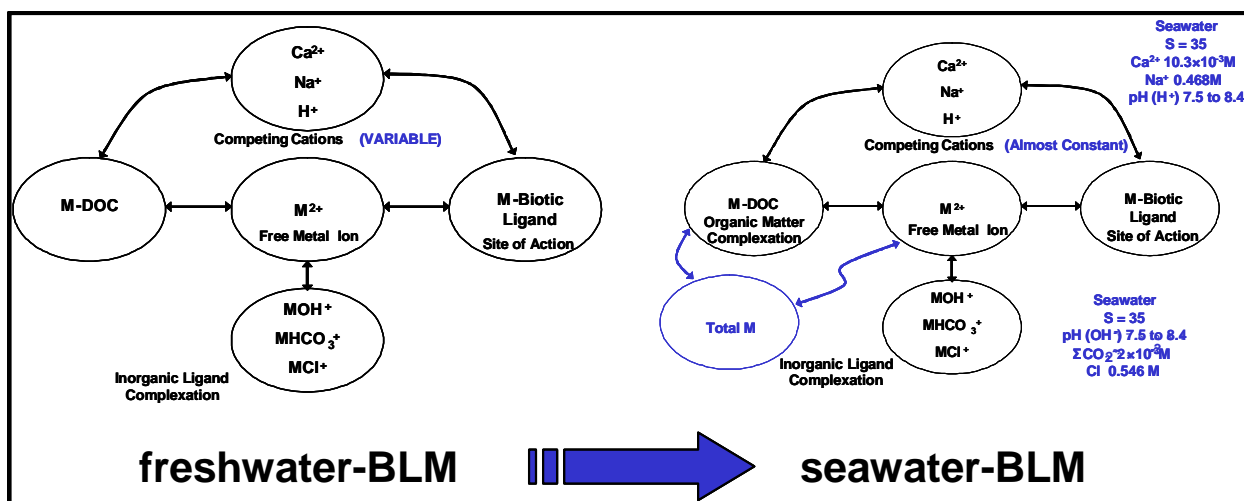 Ca²⁺
Na⁺
H⁺
Competing Cations (VARIABLE)
M-DOC
M²⁺
Free Metal Ion
M-Biotic
Ligand
Site of Action
MOH⁺
MHCO₃⁺
MCl⁺
Inorganic Ligand
Complexation
freshwater-BLM
Seawater
S = 35
Ca²⁺ 10.3×10⁻³M
Na⁺ 0.468M
pH (H⁺) 7.5 to 8.4
Ca²⁺
Na⁺
H⁺
Competing Cations (Almost Constant)
M-DOC
Organic Matter
Complexation
M²⁺
Free Metal Ion
M-Biotic
Ligand
Site of Action
Total M
MOH⁺
MHCO₃⁺
MCl⁺
Inorganic Ligand
Complexation
Seawater
S = 35
pH (OH⁻) 7.5 to 8.4
ΣCO₂~2×10⁻³M
Cl 0.546 M
seawater-BLM